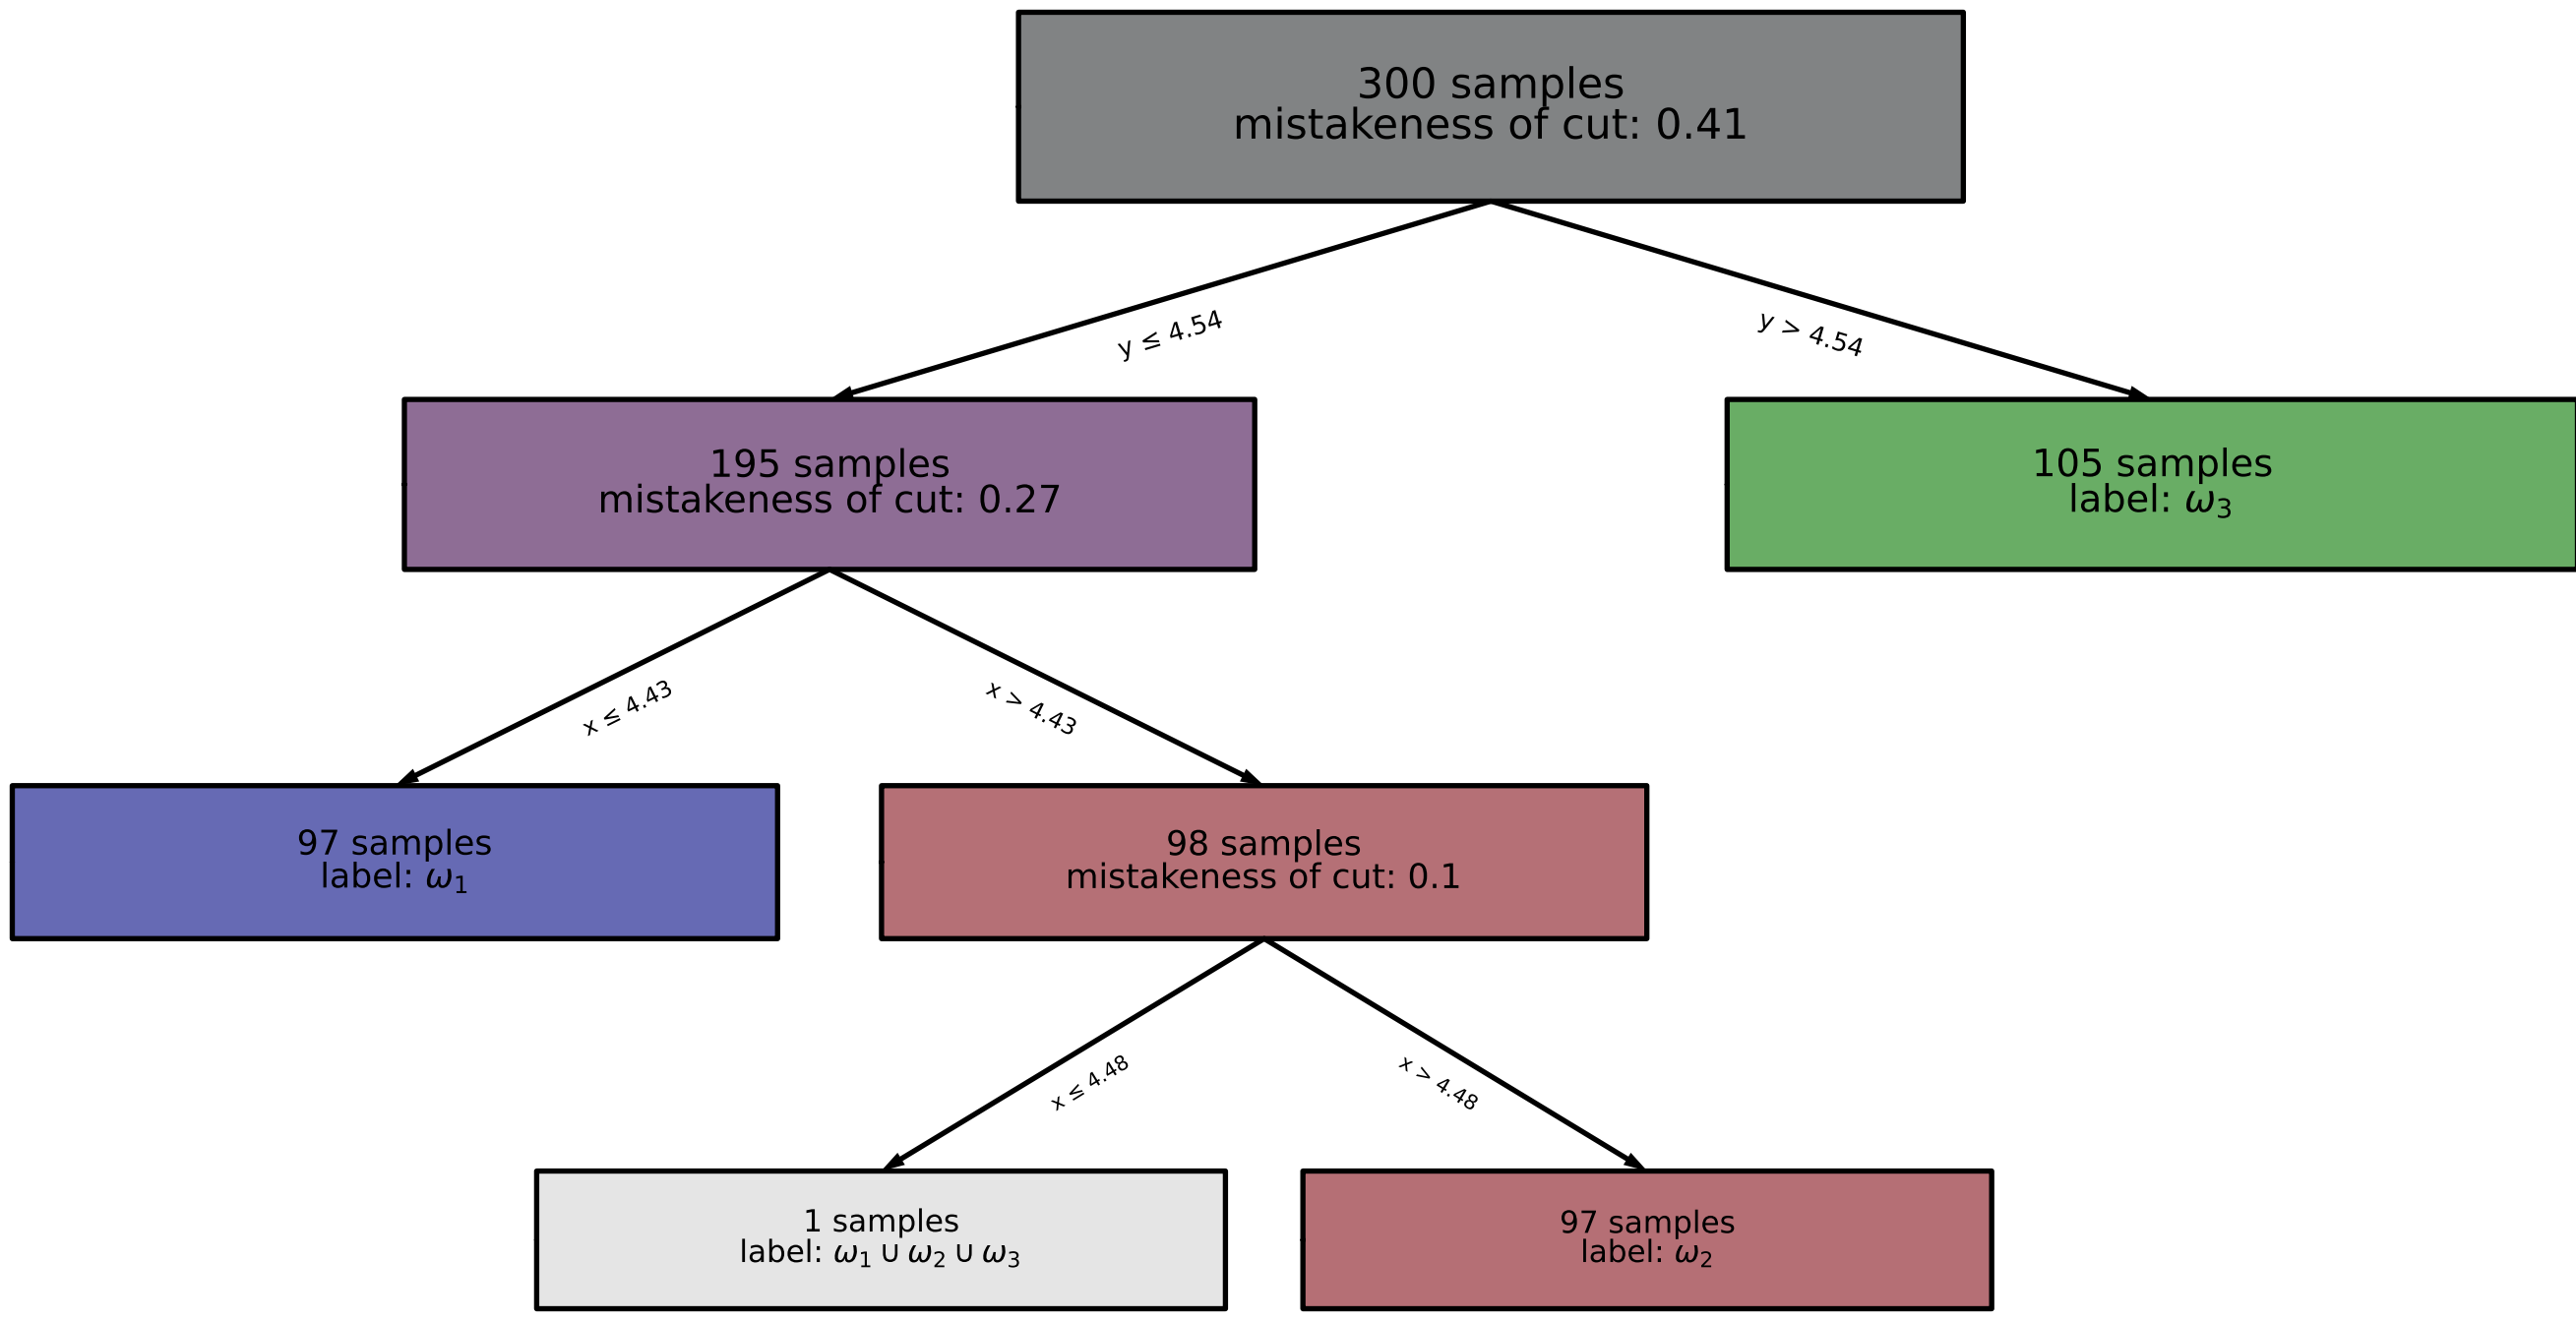 300 samples
mistakeness of cut: 0.41
y ≤ 4.54
y > 4.54
195 samples
mistakeness of cut: 0.27
105 samples
label: ω₃
x ≤ 4.43
x > 4.43
97 samples
label: ω₁
98 samples
mistakeness of cut: 0.1
x ≤ 4.48
x > 4.48
1 samples
label: ω₁ ∪ ω₂ ∪ ω₃
97 samples
label: ω₂